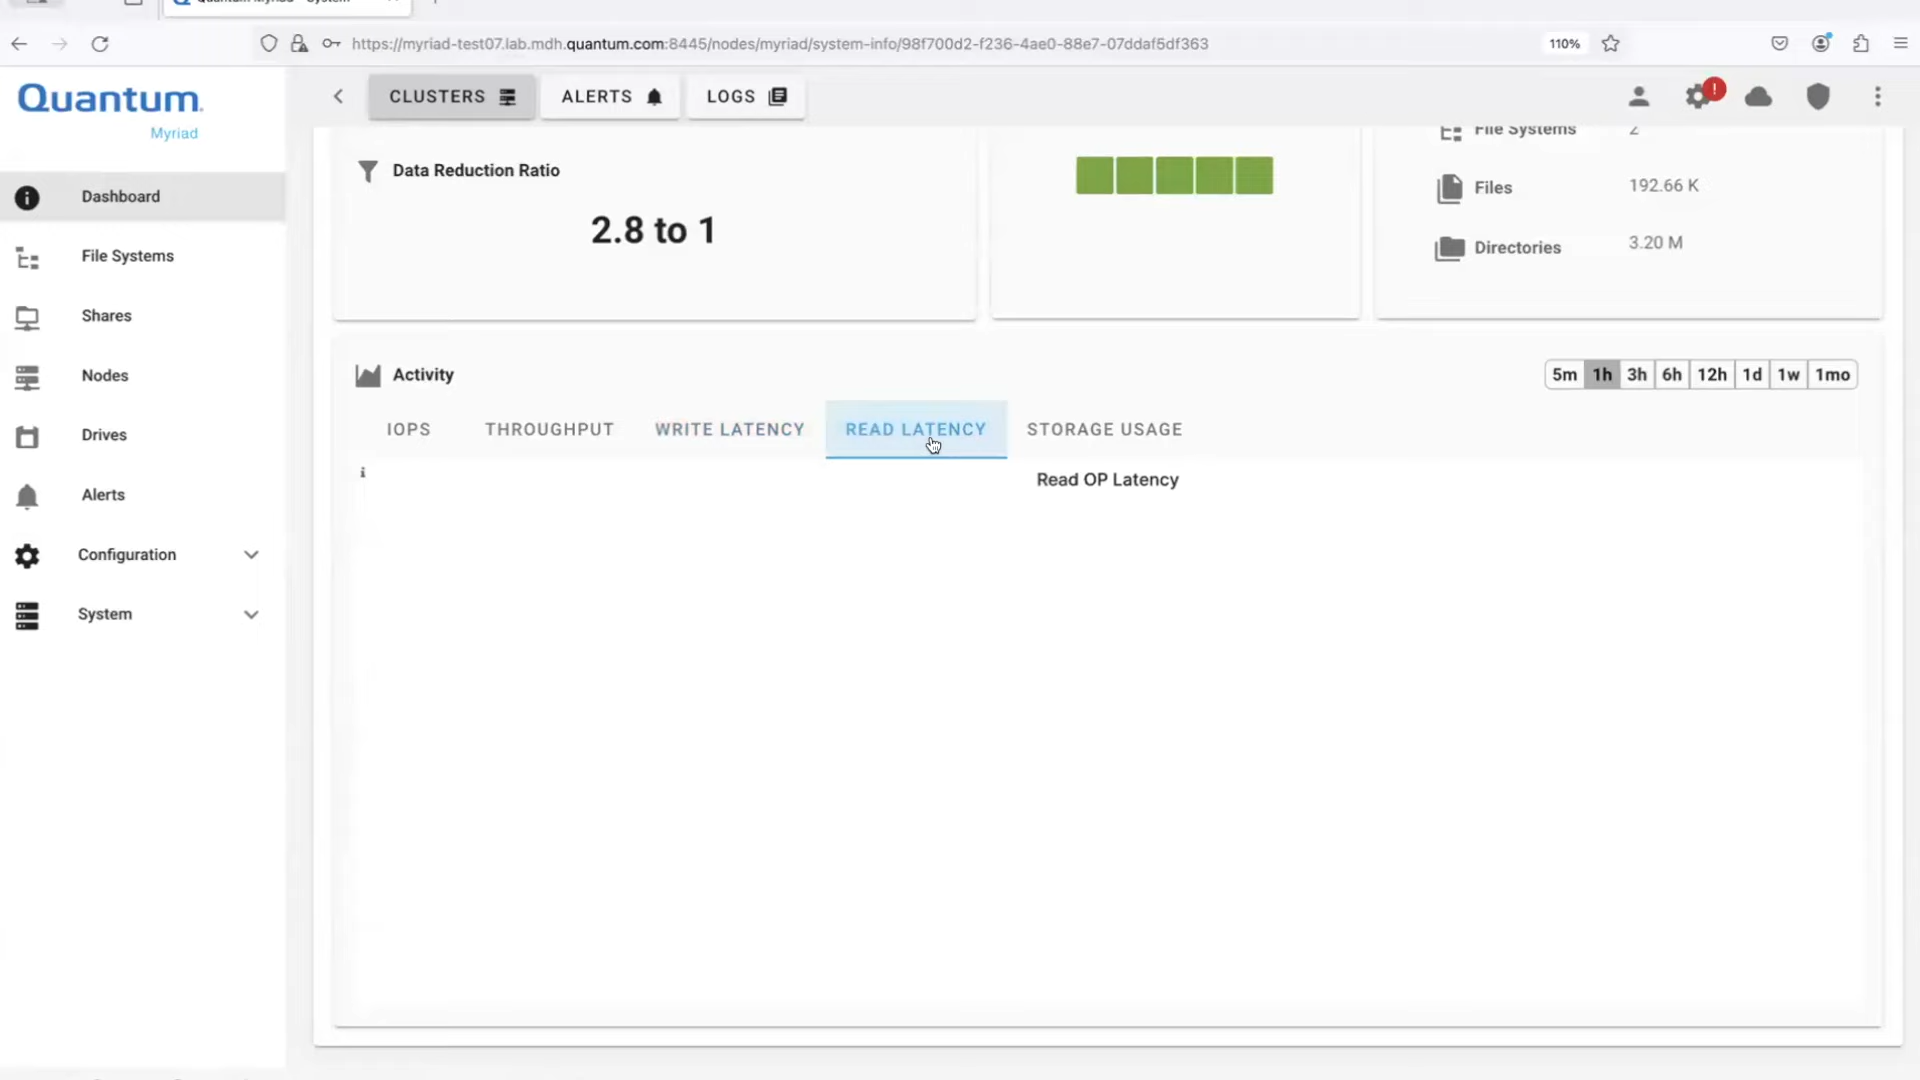 https://myriad-test07.lab.mdh.quantum.com:8445/nodes/myriad/system-info/98f700d2-f236-4ae0-88e7-07ddaf5df363
110%
Quantum
Myriad
CLUSTERS
ALERTS
LOGS
!
Dashboard
File Systems
Shares
Nodes
Drives
Alerts
Configuration
System
Data Reduction Ratio
2.8 to 1
File Systems 2
Files 192.66 K
Directories 3.20 M
Activity
5m 1h 3h 6h 12h 1d 1w 1mo
IOPS THROUGHPUT WRITE LATENCY READ LATENCY STORAGE USAGE
i
Read OP Latency